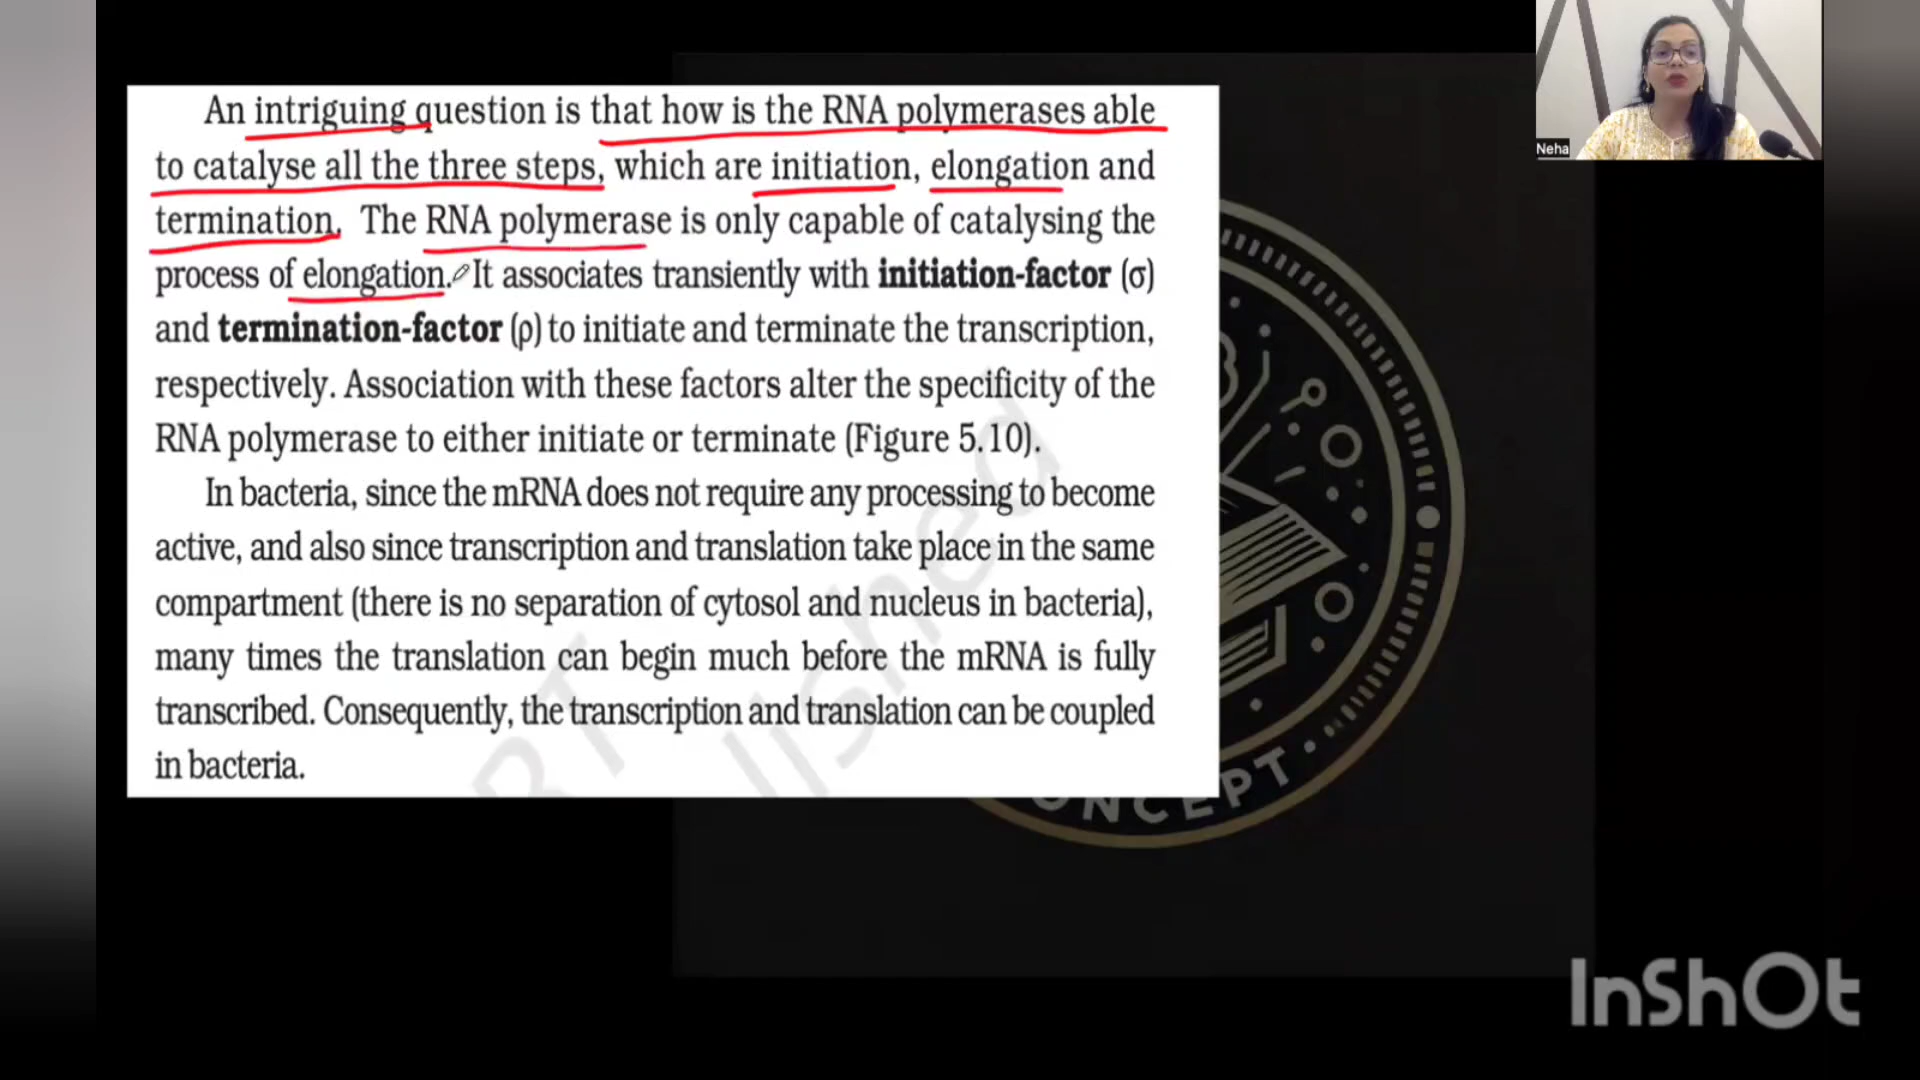 An intriguing question is that how is the RNA polymerases able
to catalyse all the three steps, which are initiation, elongation and
termination. The RNA polymerase is only capable of catalysing the
process of elongation. It associates transiently with initiation-factor (σ)
and termination-factor (ρ) to initiate and terminate the transcription,
respectively. Association with these factors alter the specificity of the
RNA polymerase to either initiate or terminate (Figure 5.10).
In bacteria, since the mRNA does not require any processing to become
active, and also since transcription and translation take place in the same
compartment (there is no separation of cytosol and nucleus in bacteria),
many times the translation can begin much before the mRNA is fully
transcribed. Consequently, the transcription and translation can be coupled
in bacteria.
Neha
InShOt